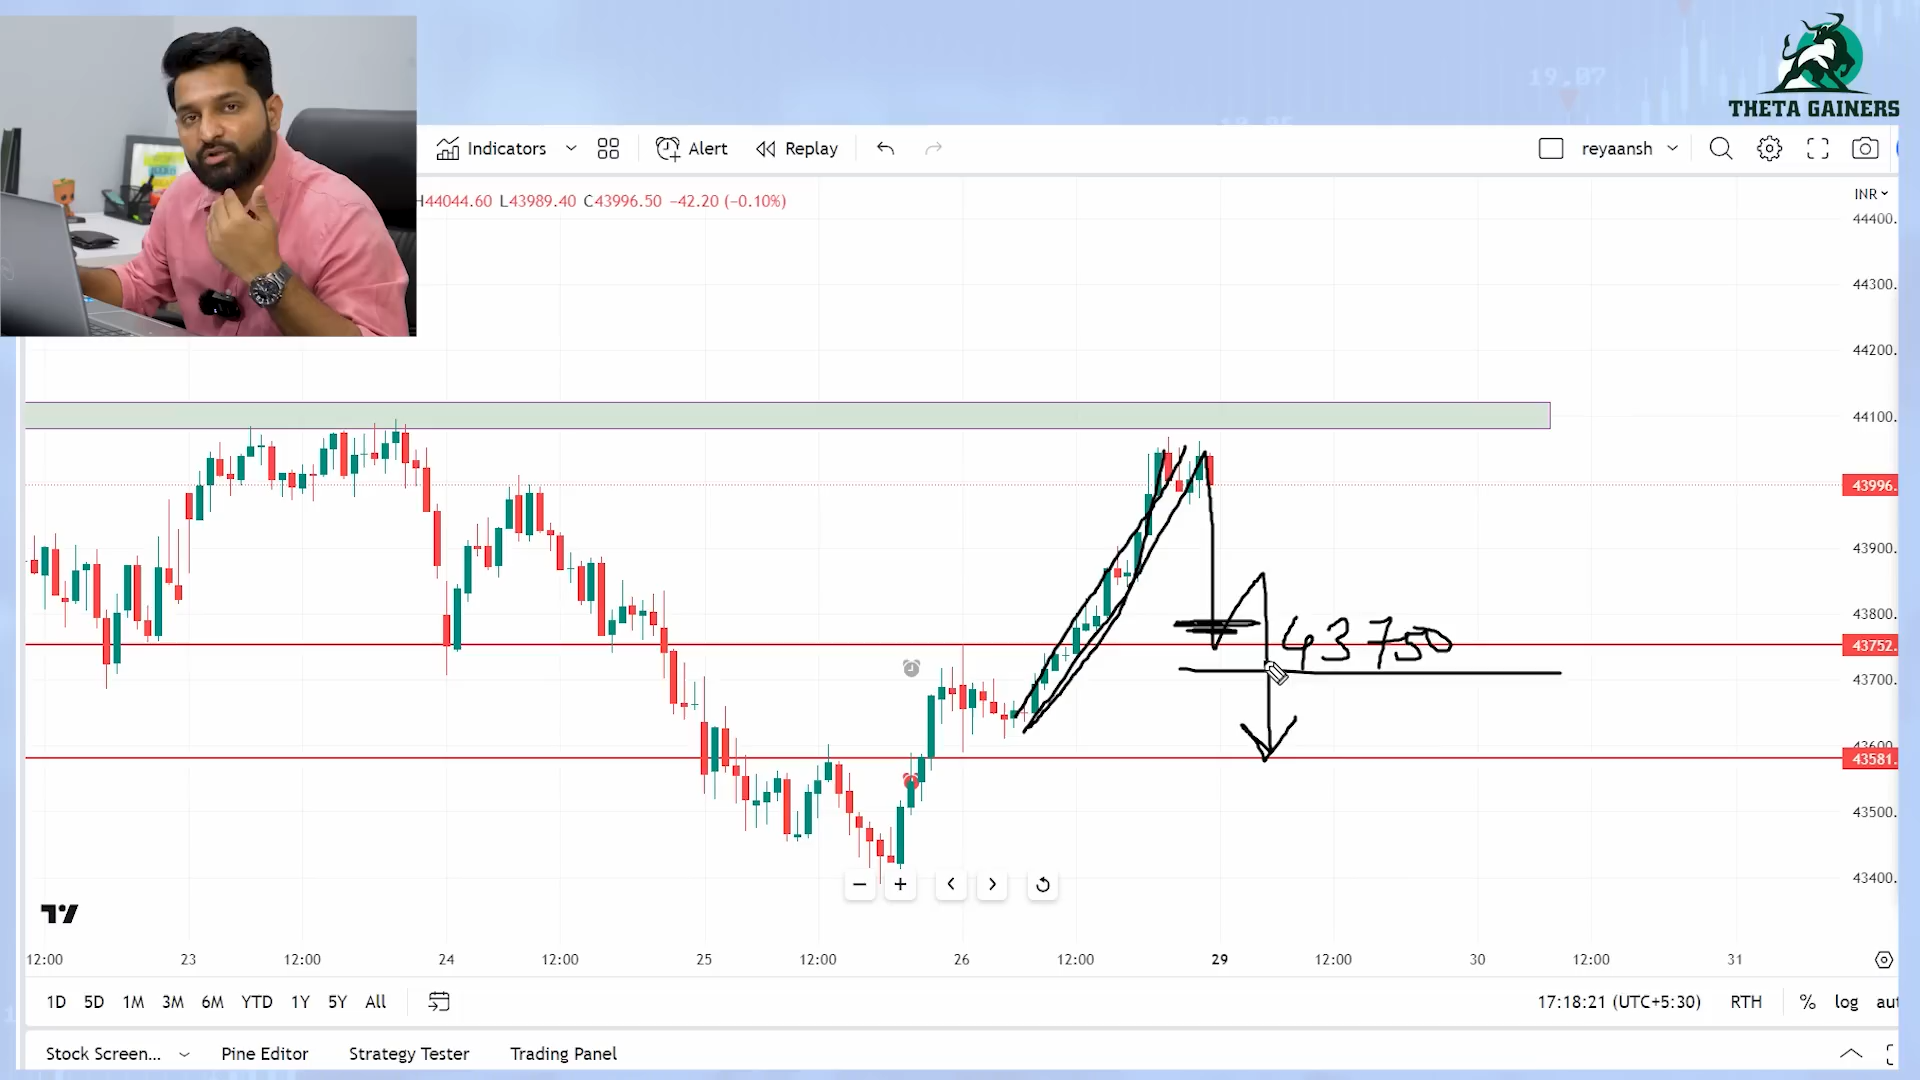 19.07
THETA GAINERS
Indicators
Alert
Replay
reyaansh
H44044.60 L43989.40 C43996.50 −42.20 (−0.10%)
INR
44400.
44300.
44200.
44100.
43996.
43900.
43800.
43752.
43750
43700.
43600
43581.
43500.
43400.
12:00 23 12:00 24 12:00 25 12:00 26 12:00 29 12:00 30 12:00 31
1D 5D 1M 3M 6M YTD 1Y 5Y All
17:18:21 (UTC+5:30) RTH % log aut
Stock Screen... Pine Editor Strategy Tester Trading Panel